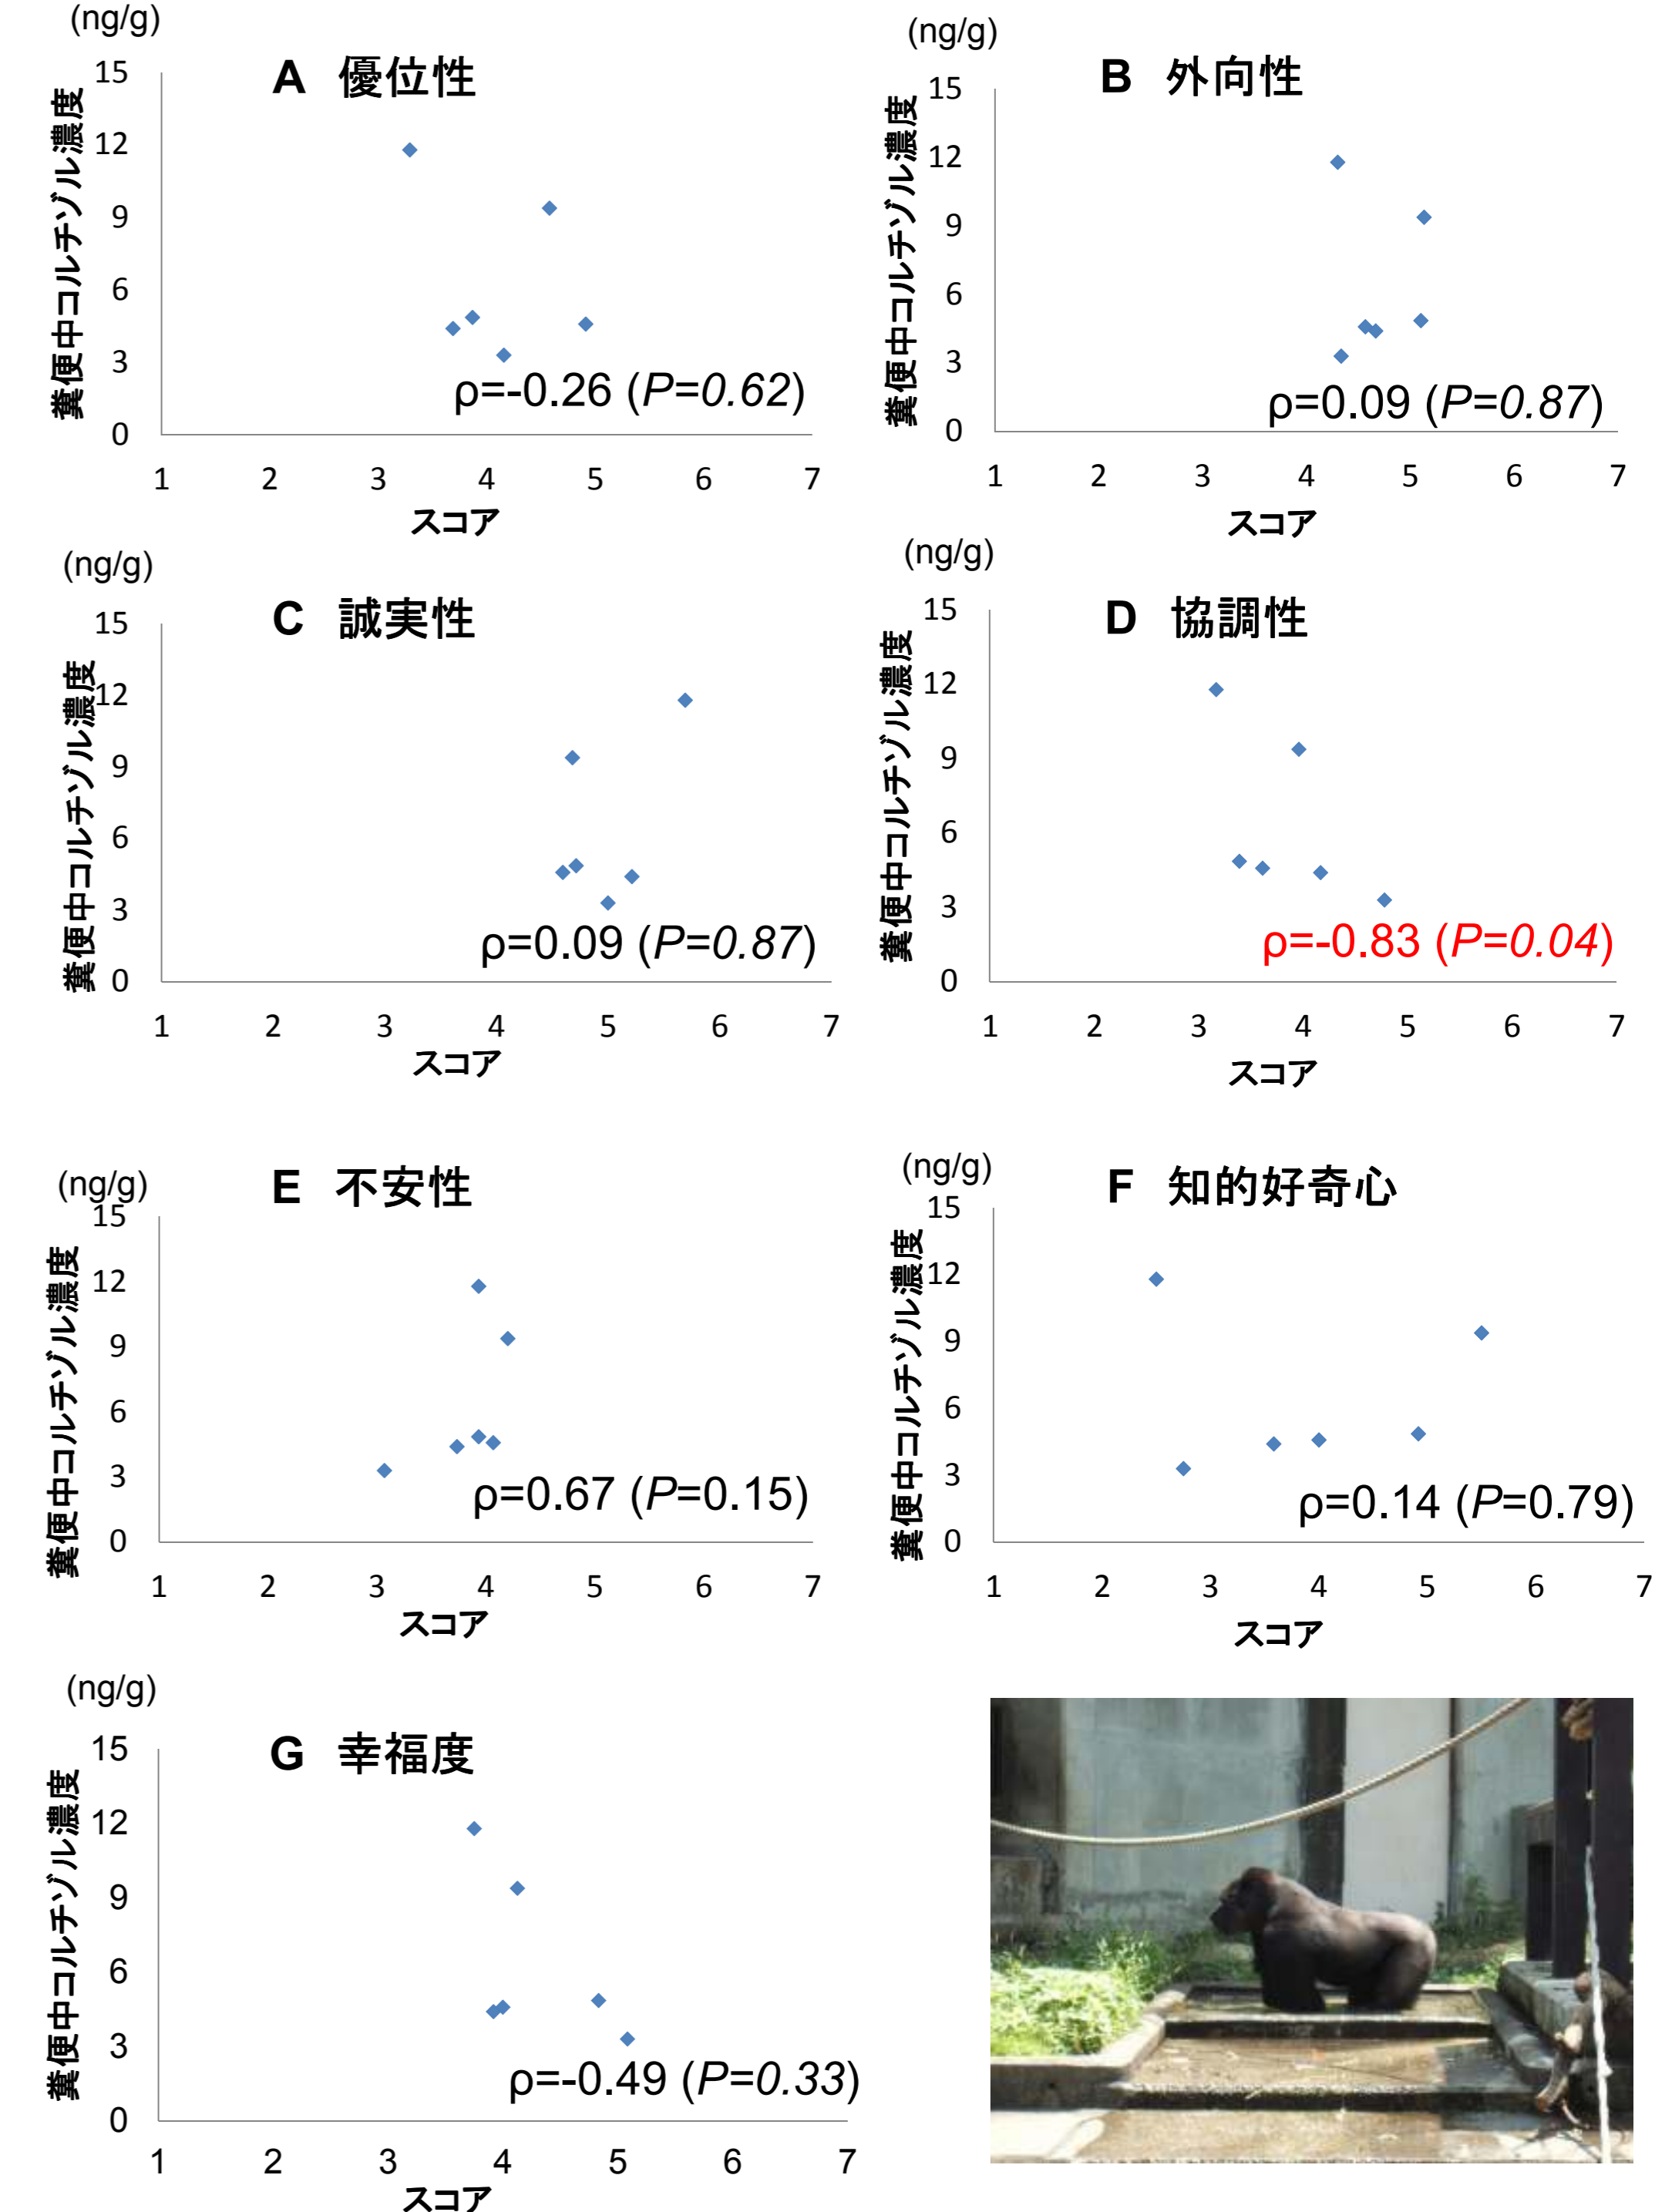 (ng/g)
A 優位性
糞便中コルチゾル濃度
15
12
9
6
3
0
ρ=-0.26 (P=0.62)
1 2 3 4 5 6 7
スコア
(ng/g)
B 外向性
糞便中コルチゾル濃度
15
12
9
6
3
0
ρ=0.09 (P=0.87)
1 2 3 4 5 6 7
スコア
(ng/g)
C 誠実性
糞便中コルチゾル濃度
15
12
9
6
3
0
ρ=0.09 (P=0.87)
1 2 3 4 5 6 7
スコア
(ng/g)
D 協調性
糞便中コルチゾル濃度
15
12
9
6
3
0
ρ=-0.83 (P=0.04)
1 2 3 4 5 6 7
スコア
(ng/g)
E 不安性
糞便中コルチゾル濃度
15
12
9
6
3
0
ρ=0.67 (P=0.15)
1 2 3 4 5 6 7
スコア
(ng/g)
F 知的好奇心
糞便中コルチゾル濃度
15
12
9
6
3
0
ρ=0.14 (P=0.79)
1 2 3 4 5 6 7
スコア
(ng/g)
G 幸福度
糞便中コルチゾル濃度
15
12
9
6
3
0
ρ=-0.49 (P=0.33)
1 2 3 4 5 6 7
スコア